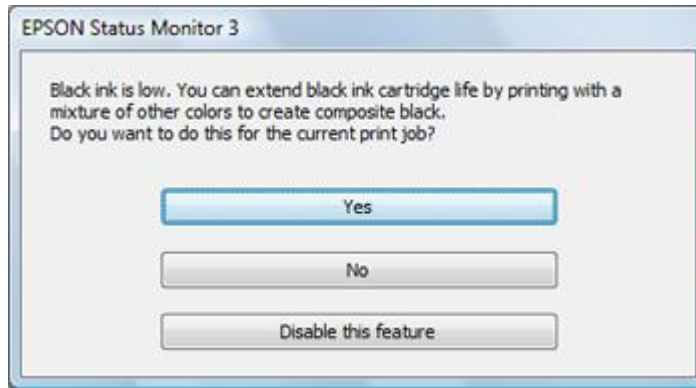 EPSON Status Monitor 3
Black ink is low. You can extend black ink cartridge life by printing with a
mixture of other colors to create composite black.
Do you want to do this for the current print job?
Yes
No
Disable this feature